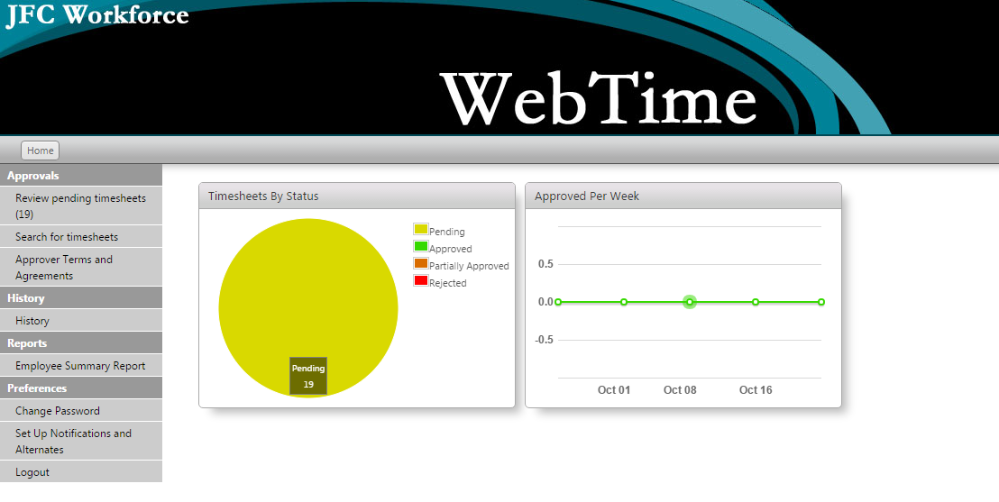 JFC Workforce
WebTime
Home
Approvals
Review pending timesheets
(19)
Search for timesheets
Approver Terms and
Agreements
History
History
Reports
Employee Summary Report
Preferences
Change Password
Set Up Notifications and
Alternates
Logout
Timesheets By Status
Pending
Approved
Partially Approved
Rejected
Pending
19
Approved Per Week
0.5
0.0
-0.5
Oct 01 Oct 08 Oct 16